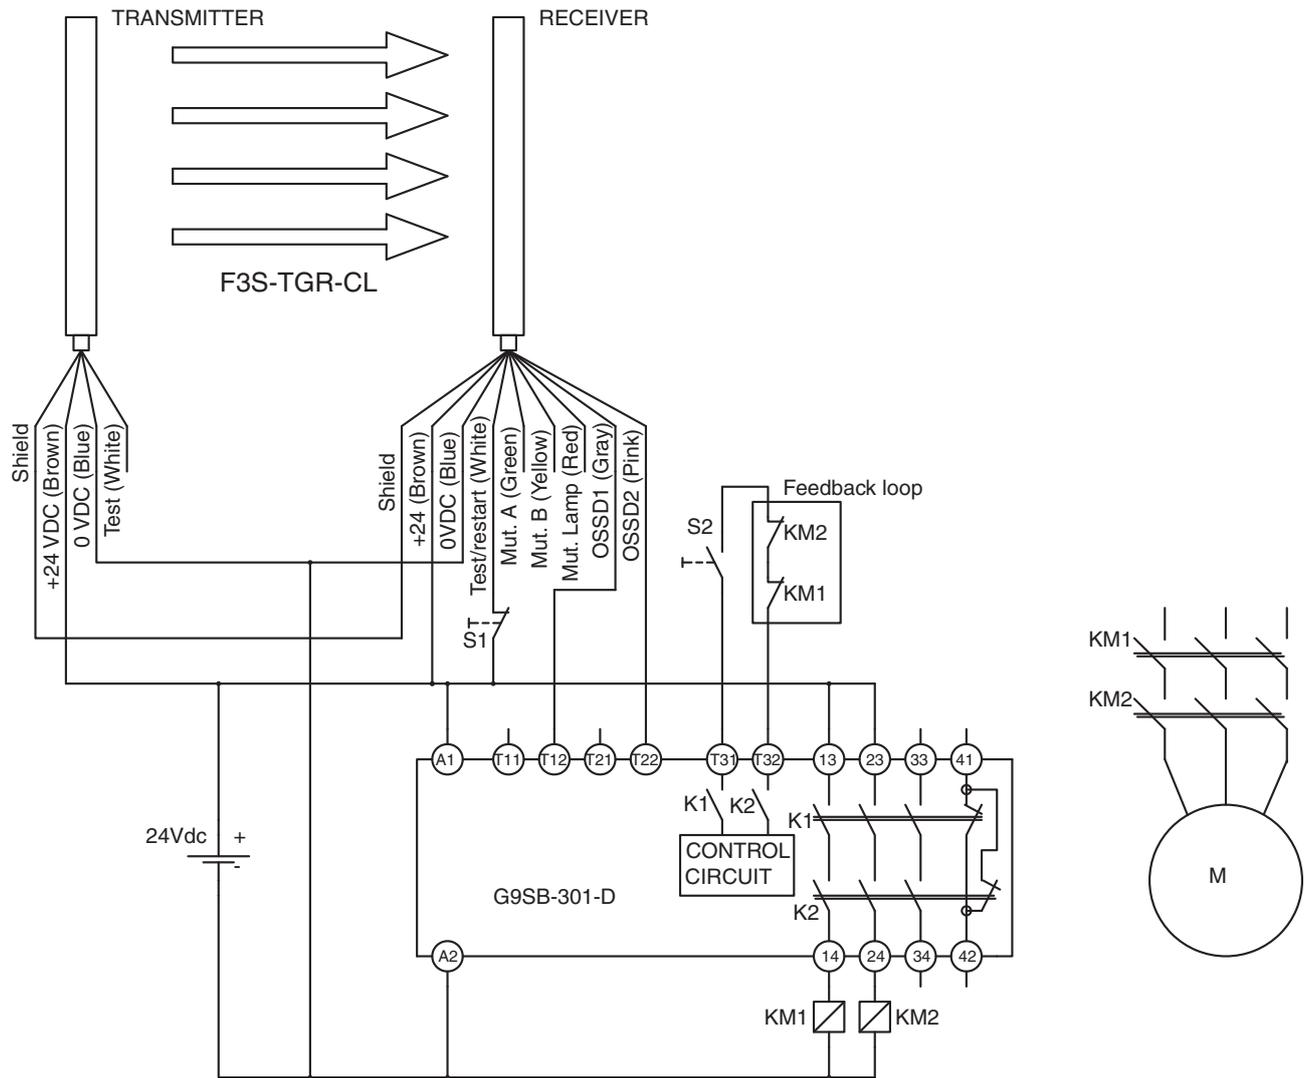 TRANSMITTER
RECEIVER
F3S-TGR-CL
Shield
+24 VDC (Brown)
0 VDC (Blue)
Test (White)
Shield
+24 (Brown)
0VDC (Blue)
Test/restart (White)
Mut. A (Green)
Mut. B (Yellow)
Mut. Lamp (Red)
OSSD1 (Gray)
OSSD2 (Pink)
Feedback loop
S2
KM2
KM1
S1
KM1
KM2
A1
T11
T12
T21
T22
T31
T32
13
23
33
41
K1
K2
K1
24Vdc
+
-
CONTROL
CIRCUIT
G9SB-301-D
K2
M
A2
14
24
34
42
KM1
KM2